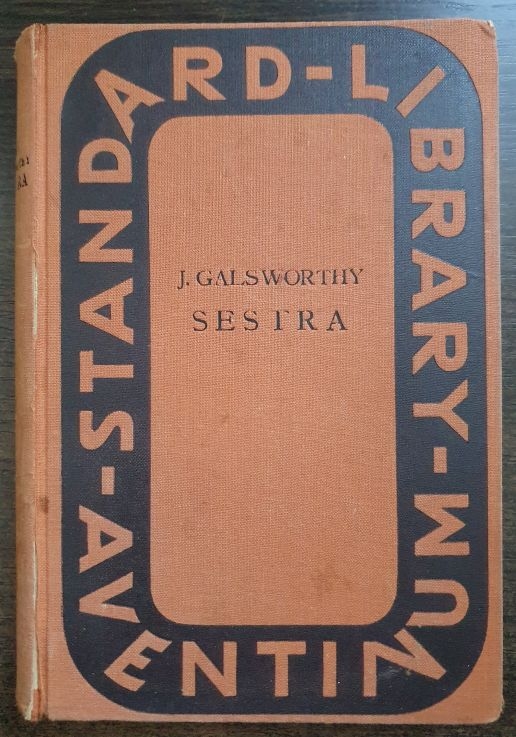 STANDARD-LIBRARY-
AVENTINUM-
J. GALSWORTHY
SESTRA